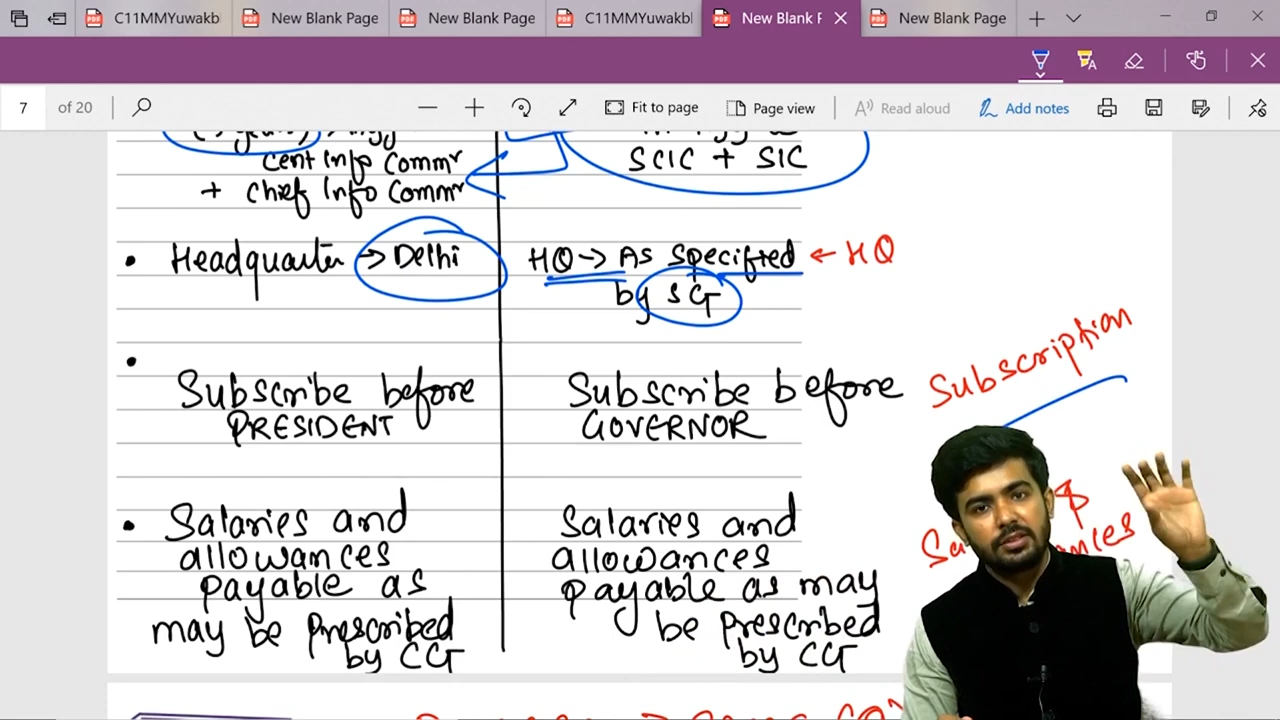 C11MMYuwakb
New Blank Page
New Blank Page
C11MMYuwakb
New Blank P
New Blank Page
7 of 20
Fit to page
Page view
Read aloud
Add notes
Cent Info Commr
+ Chief Info Commr
SCIC + SIC
• Headquarter → Delhi
HQ → As Specified ← HQ
by SG
•
Subscribe before
PRESIDENT
Subscribe before
GOVERNOR
Subscription
• Salaries and
allowances
payable as
may be prescribed
by CG
Salaries and
allowances
payable as may
be prescribed
by CG
&